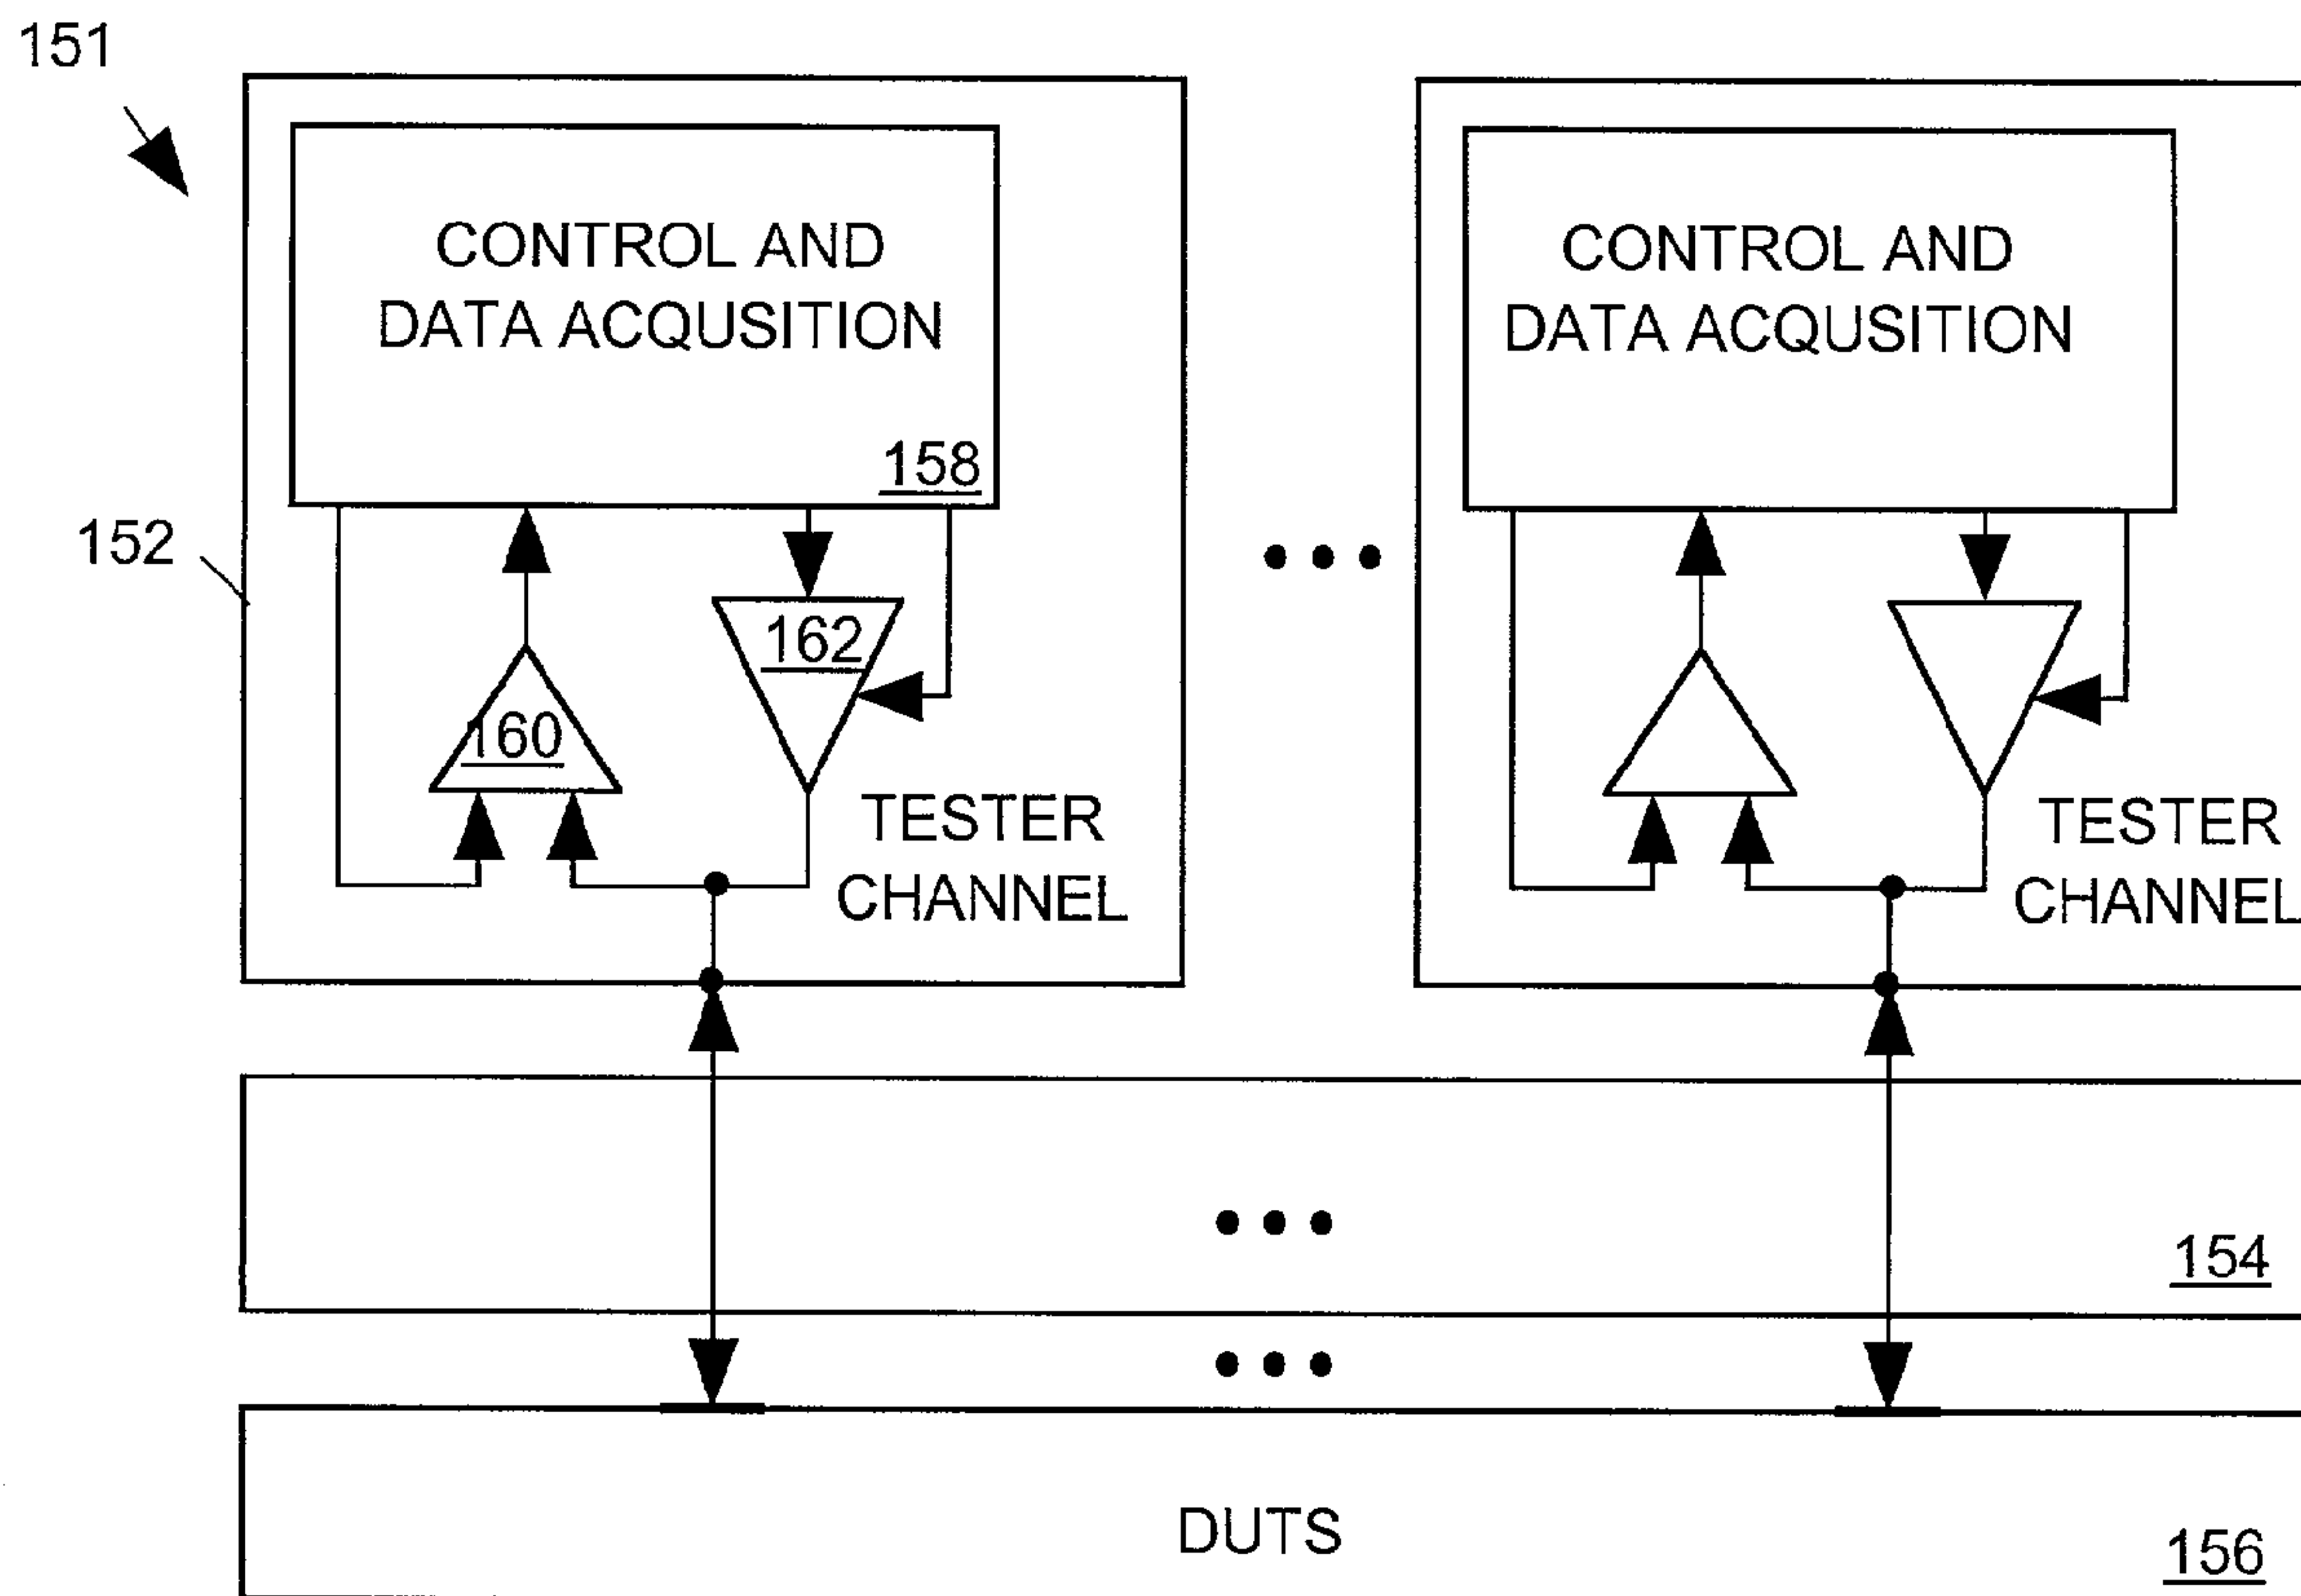 151
CONTROL AND
DATA ACQUSITION
158
CONTROL AND
DATA ACQUSITION
152
162
160
TESTER
CHANNEL
TESTER
CHANNEL
154
DUTS
156